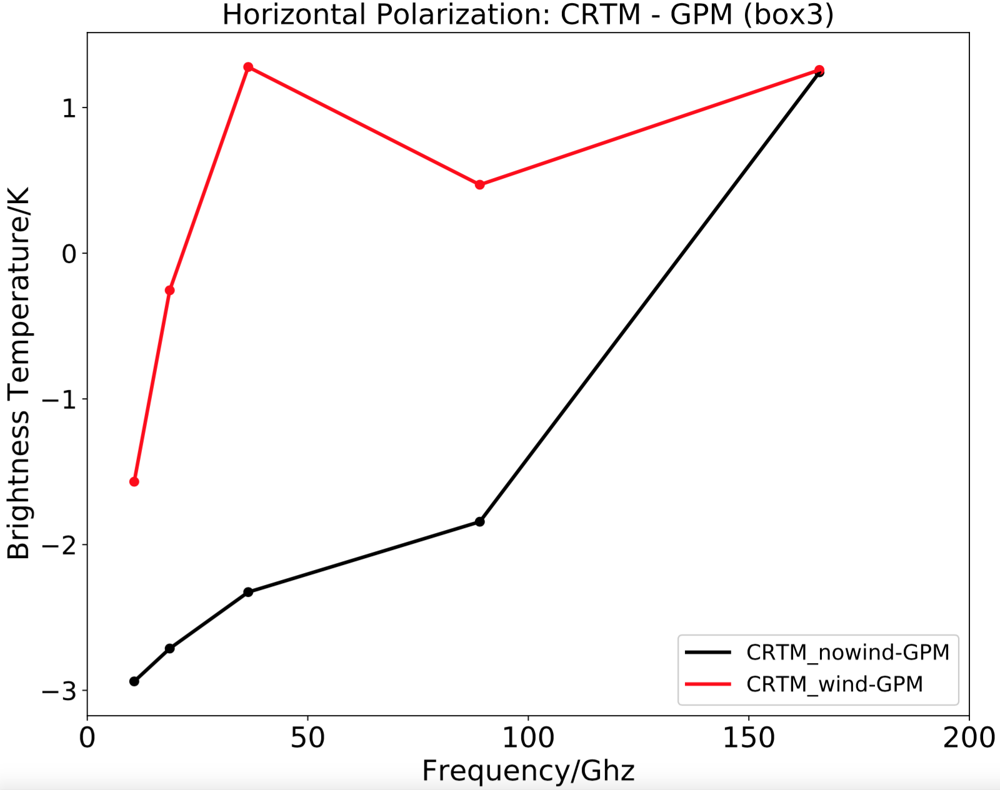 Horizontal Polarization: CRTM - GPM (box3)
Brightness Temperature/K
1
0
−1
−2
−3
CRTM_nowind-GPM
CRTM_wind-GPM
0 50 100 150 200
Frequency/Ghz